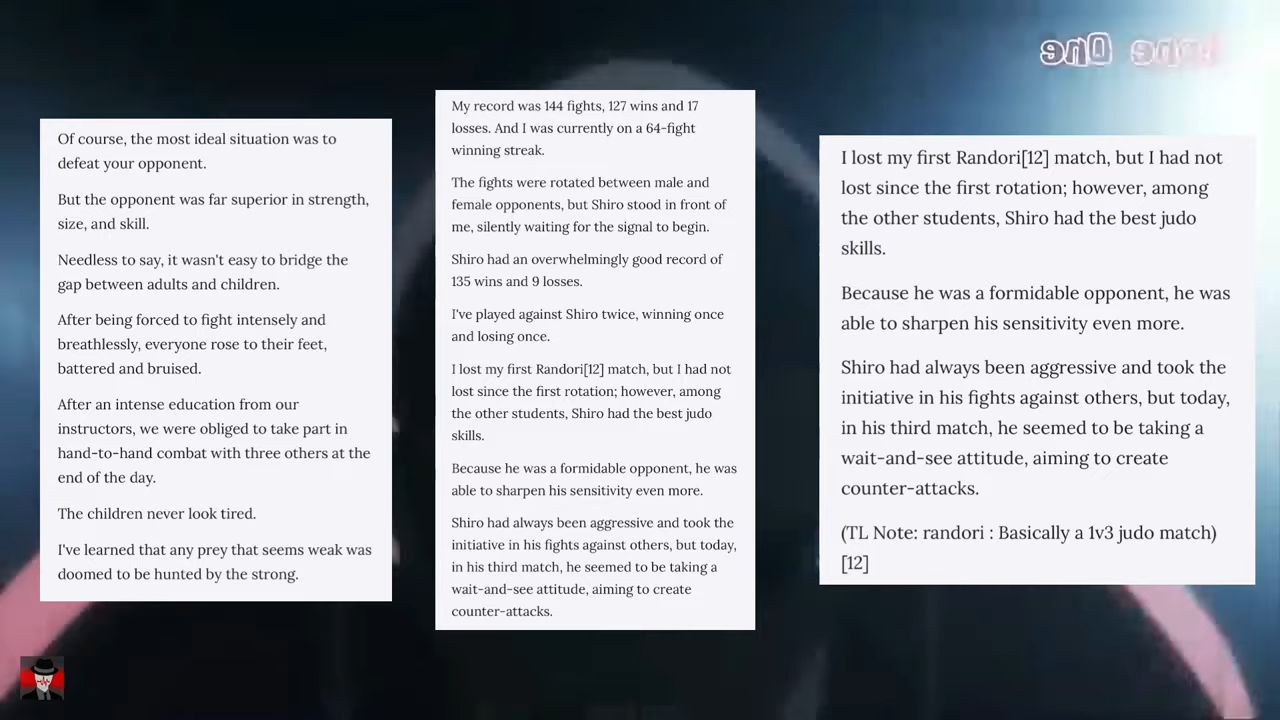 Of course, the most ideal situation was to
defeat your opponent.
But the opponent was far superior in strength,
size, and skill.
Needless to say, it wasn't easy to bridge the
gap between adults and children.
After being forced to fight intensely and
breathlessly, everyone rose to their feet,
battered and bruised.
After an intense education from our
instructors, we were obliged to take part in
hand-to-hand combat with three others at the
end of the day.
The children never look tired.
I've learned that any prey that seems weak was
doomed to be hunted by the strong.
My record was 144 fights, 127 wins and 17
losses. And I was currently on a 64-fight
winning streak.
The fights were rotated between male and
female opponents, but Shiro stood in front of
me, silently waiting for the signal to begin.
Shiro had an overwhelmingly good record of
135 wins and 9 losses.
I've played against Shiro twice, winning once
and losing once.
I lost my first Randori[12] match, but I had not
lost since the first rotation; however, among
the other students, Shiro had the best judo
skills.
Because he was a formidable opponent, he was
able to sharpen his sensitivity even more.
Shiro had always been aggressive and took the
initiative in his fights against others, but today,
in his third match, he seemed to be taking a
wait-and-see attitude, aiming to create
counter-attacks.
I lost my first Randori[12] match, but I had not
lost since the first rotation; however, among
the other students, Shiro had the best judo
skills.
Because he was a formidable opponent, he was
able to sharpen his sensitivity even more.
Shiro had always been aggressive and took the
initiative in his fights against others, but today,
in his third match, he seemed to be taking a
wait-and-see attitude, aiming to create
counter-attacks.
(TL Note: randori : Basically a 1v3 judo match)
[12]